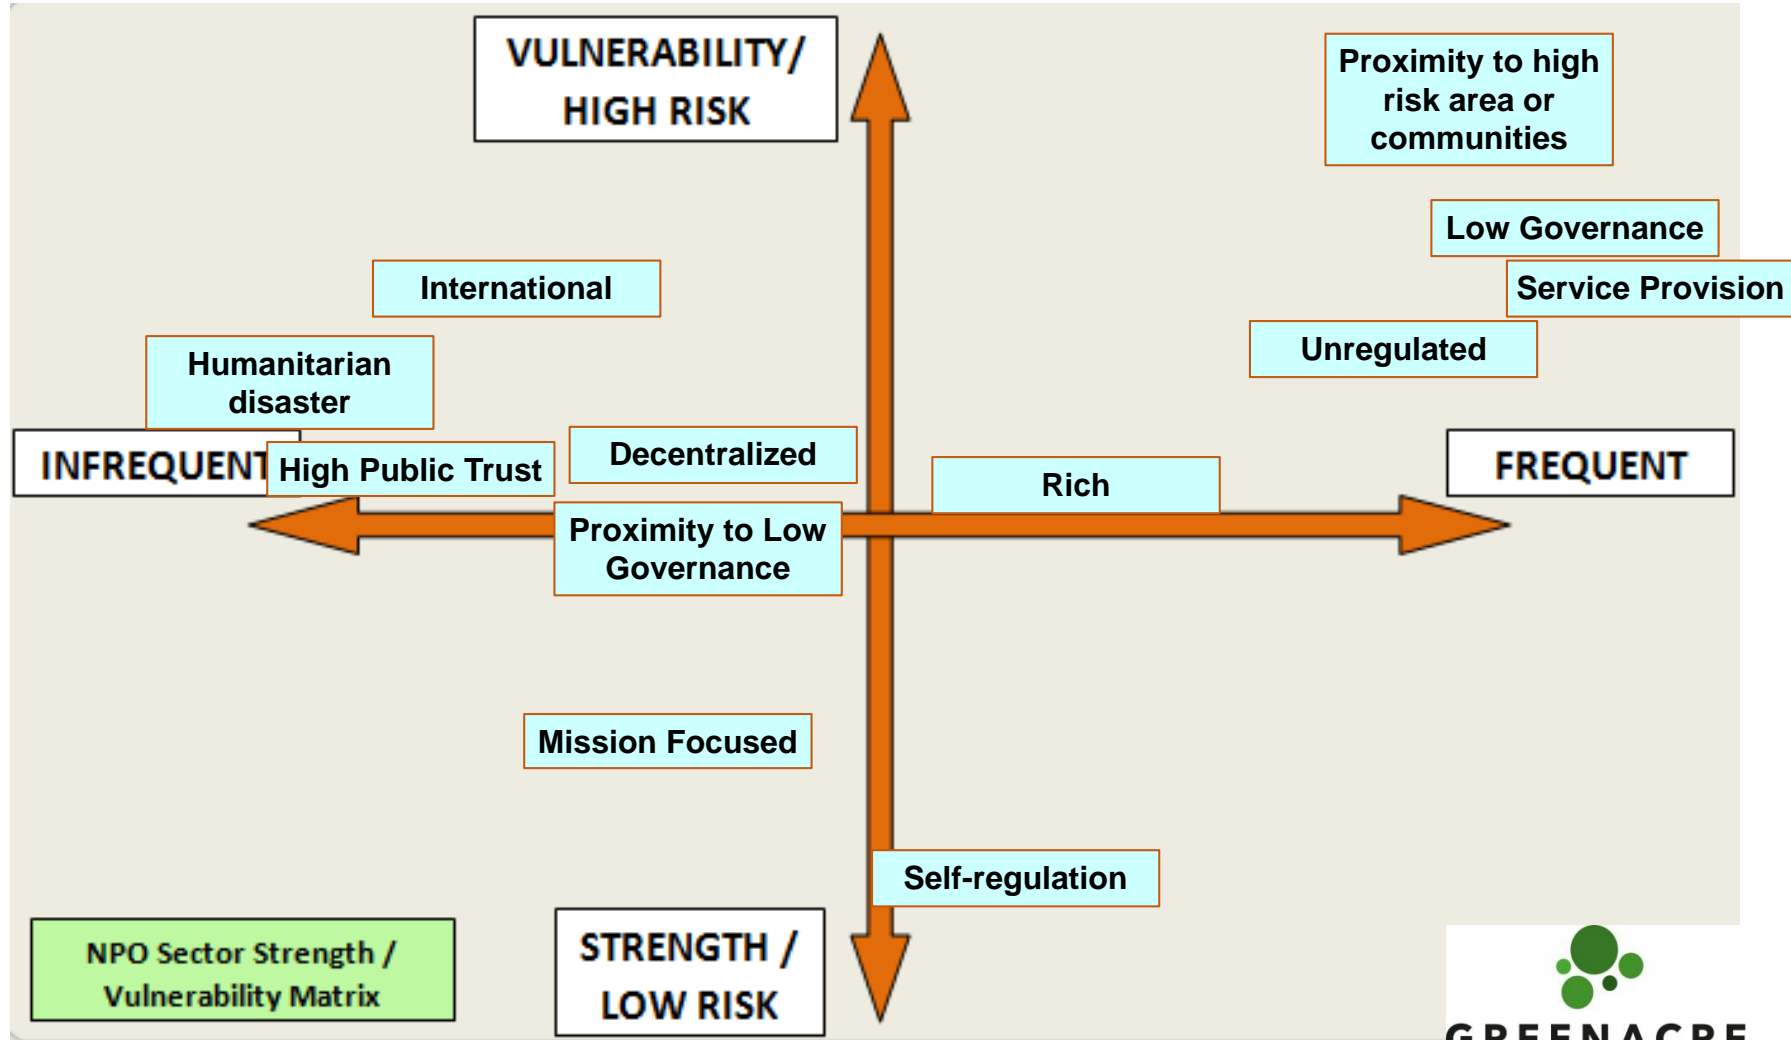 VULNERABILITY/
HIGH RISK
Proximity to high
risk area or
communities
Low Governance
International
Service Provision
Unregulated
Humanitarian
disaster
INFREQUENT
High Public Trust
Decentralized
Rich
FREQUENT
Proximity to Low
Governance
Mission Focused
Self-regulation
NPO Sector Strength /
Vulnerability Matrix
STRENGTH /
LOW RISK
GREENACRE